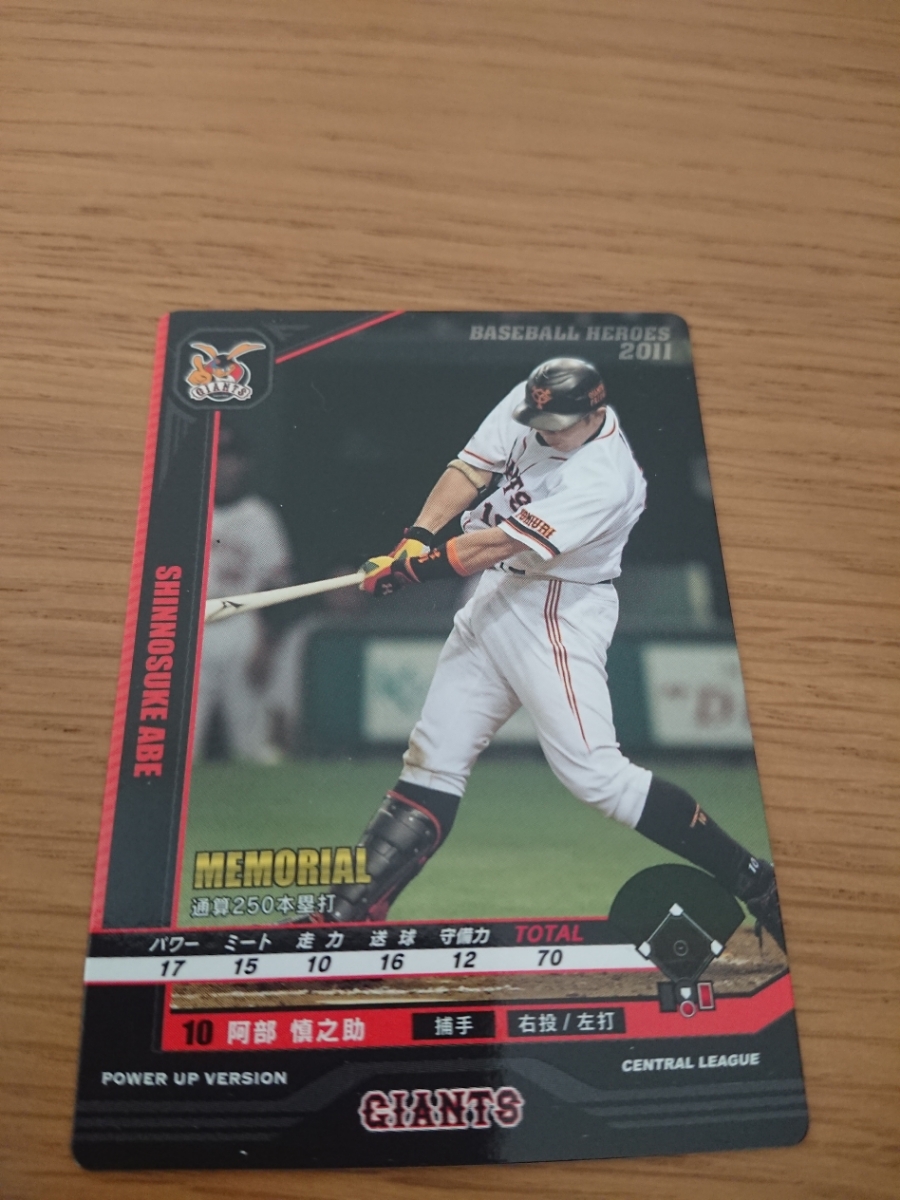 BASEBALL HEROES
2011
GIANTS
SHINNOSUKE ABE
YOMIURI
MEMORIAL
通算250本塁打
パワー ミート 走力 送球 守備力 TOTAL
17 15 10 16 12 70
10 阿部 慎之助 捕手 右投/左打
POWER UP VERSION
CENTRAL LEAGUE
GIANTS